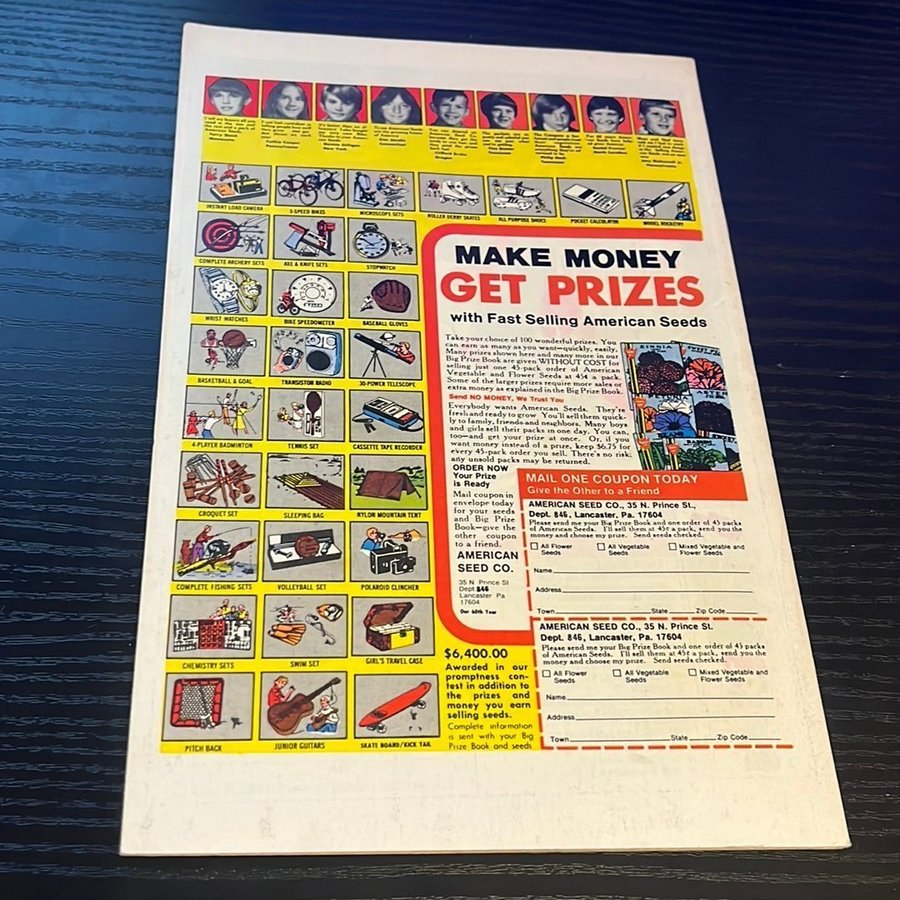 Pennsylvania
New York
Oregon
INSTANT LOAD CAMERA
3-SPEED BIKES
MICROSCOPE SETS
ROLLER DERBY SKATES
ALL PURPOSE SHOES
POCKET CALCULATOR
MODEL ROCKETRY
COMPLETE ARCHERY SETS
AXE & KNIFE SETS
STOPWATCH
WRIST WATCHES
BIKE SPEEDOMETER
BASEBALL GLOVES
BASKETBALL & GOAL
TRANSISTOR RADIO
30-POWER TELESCOPE
4-PLAYER BADMINTON
TENNIS SET
CASSETTE TAPE RECORDER
CROQUET SET
SLEEPING BAG
NYLON MOUNTAIN TENT
COMPLETE FISHING SETS
VOLLEYBALL SET
POLAROID CLINCHER
CHEMISTRY SETS
SWIM SET
GIRL'S TRAVEL CASE
PITCH BACK
JUNIOR GUITARS
SKATE BOARD/KICK TAIL
MAKE MONEY
GET PRIZES
with Fast Selling American Seeds
Take your choice of 100 wonderful prizes. You
can earn as many as you want—quickly, easily.
Many prizes shown here and many more in our
Big Prize Book are given WITHOUT COST for
selling just one 45-pack order of American
Vegetable and Flower Seeds at 45¢ a pack.
Some of the larger prizes require more sales or
extra money as explained in the Big Prize Book.
Send NO MONEY, We Trust You
Everybody wants American Seeds. They're
fresh and ready to grow. You'll sell them quick-
ly to family, friends and neighbors. Many boys
and girls sell their packs in one day. You can,
too—and get your prize at once. Or, if you
want money instead of a prize, keep $6.75 for
every 45-pack order you sell. There's no risk;
any unsold packs may be returned.
ZINNIA
ASTER
ORDER NOW
Your Prize
is Ready
Mail coupon in
envelope today
for your seeds
and Big Prize
Book—give the
other coupon
to a friend.
AMERICAN
SEED CO.
35 N. Prince St
Dept 846
Lancaster Pa
17604
Our 60th Year
MAIL ONE COUPON TODAY
Give the Other to a Friend
AMERICAN SEED CO., 35 N. Prince St.,
Dept. 846, Lancaster, Pa. 17604
Please send me your Big Prize Book and one order of 45 packs
of American Seeds. I'll sell them at 45¢ a pack, send you the
money and choose my prize. Send seeds checked.
All Flower Seeds
All Vegetable Seeds
Mixed Vegetable and Flower Seeds
Name
Address
Town State Zip Code
AMERICAN SEED CO., 35 N. Prince St.
Dept. 846, Lancaster, Pa. 17604
Please send me your Big Prize Book and one order of 45 packs
of American Seeds. I'll sell them at 45¢ a pack, send you the
money and choose my prize. Send seeds checked.
All Flower Seeds
All Vegetable Seeds
Mixed Vegetable and Flower Seeds
Name
Address
Town State Zip Code
$6,400.00
Awarded in our
promptness con-
test in addition to
the prizes and
money you earn
selling seeds.
Complete information
is sent with your Big
Prize Book and seeds